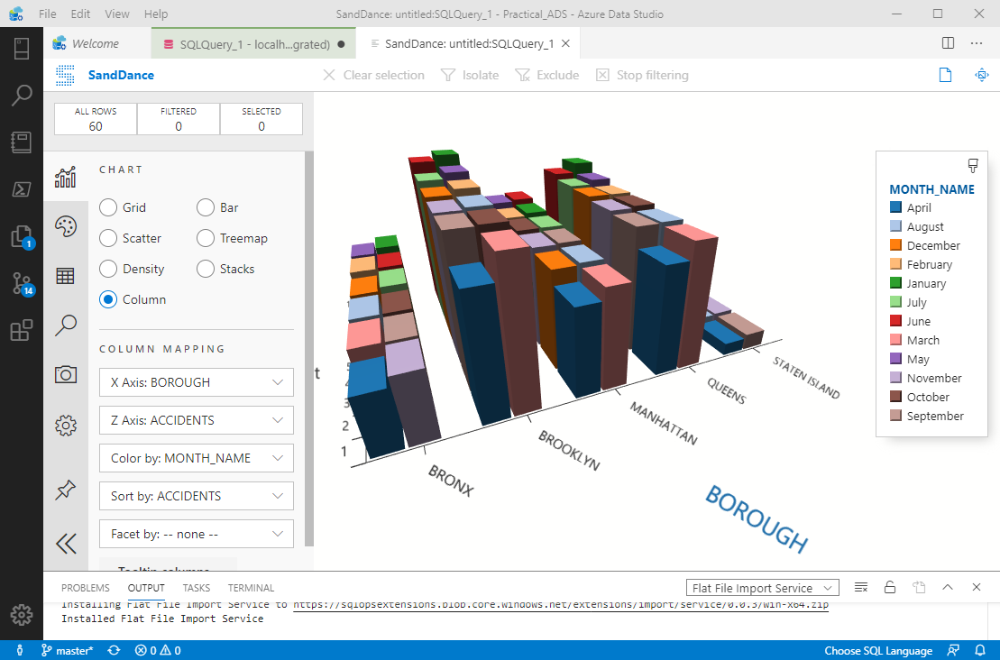 File Edit View Help SandDance: untitled:SQLQuery_1 - Practical_ADS - Azure Data Studio
Welcome SQLQuery_1 - localh...grated) ● SandDance: untitled:SQLQuery_1
SandDance Clear selection Isolate Exclude Stop filtering
ALL ROWS FILTERED SELECTED
60 0 0
CHART
Grid Bar
Scatter Treemap
Density Stacks
Column
COLUMN MAPPING
X Axis: BOROUGH
Z Axis: ACCIDENTS
Color by: MONTH_NAME
Sort by: ACCIDENTS
Facet by: -- none --
Tooltip columns
t
5
4
3
2
1
BRONX
BROOKLYN
MANHATTAN
QUEENS
STATEN ISLAND
BOROUGH
MONTH_NAME
April
August
December
February
January
July
June
March
May
November
October
September
1
14
PROBLEMS OUTPUT TASKS TERMINAL Flat File Import Service
Installing Flat File Import Service to https://sqlopsextensions.blob.core.windows.net/extensions/import/service/0.0.3/win-x64.zip
Installed Flat File Import Service
master* 0 0 Choose SQL Language